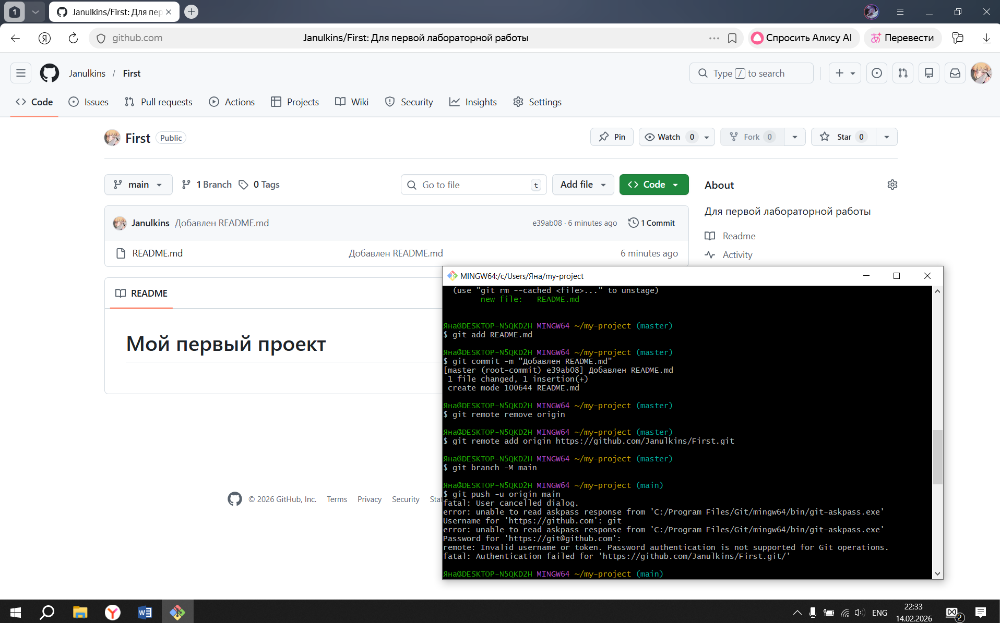 1
Janulkins/First: Для пер
github.com
Janulkins/First: Для первой лабораторной работы
Спросить Алису AI
Перевести
Janulkins / First
Type / to search
Code
Issues
Pull requests
Actions
Projects
Wiki
Security
Insights
Settings
First
Public
Pin
Watch 0
Fork 0
Star 0
main
1 Branch
0 Tags
Go to file
t
Add file
Code
About
Для первой лабораторной работы
Readme
Activity
Janulkins Добавлен README.md
e39ab08 · 6 minutes ago
1 Commit
README.md
Добавлен README.md
6 minutes ago
README
Мой первый проект
© 2026 GitHub, Inc.
Terms
Privacy
Security
Stat
MINGW64:/c/Users/Яна/my-project
(use "git rm --cached <file>..." to unstage)
new file: README.md
Яна@DESKTOP-N5QKD2H MINGW64 ~/my-project (master)
$ git add README.md
Яна@DESKTOP-N5QKD2H MINGW64 ~/my-project (master)
$ git commit -m "Добавлен README.md"
[master (root-commit) e39ab08] Добавлен README.md
1 file changed, 1 insertion(+)
create mode 100644 README.md
Яна@DESKTOP-N5QKD2H MINGW64 ~/my-project (master)
$ git remote remove origin
Яна@DESKTOP-N5QKD2H MINGW64 ~/my-project (master)
$ git remote add origin https://github.com/Janulkins/First.git
Яна@DESKTOP-N5QKD2H MINGW64 ~/my-project (master)
$ git branch -M main
Яна@DESKTOP-N5QKD2H MINGW64 ~/my-project (main)
$ git push -u origin main
fatal: User cancelled dialog.
error: unable to read askpass response from 'C:/Program Files/Git/mingw64/bin/git-askpass.exe'
Username for 'https://github.com': git
error: unable to read askpass response from 'C:/Program Files/Git/mingw64/bin/git-askpass.exe'
Password for 'https://git@github.com':
remote: Invalid username or token. Password authentication is not supported for Git operations.
fatal: Authentication failed for 'https://github.com/Janulkins/First.git/'
Яна@DESKTOP-N5QKD2H MINGW64 ~/my-project (main)
ENG
22:33
14.02.2026
2